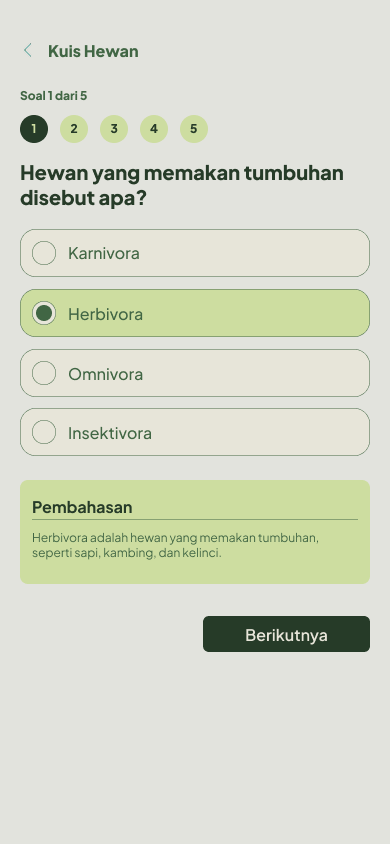 Kuis Hewan
Soal 1 dari 5
1 2 3 4 5
Hewan yang memakan tumbuhan
disebut apa?
Karnivora
Herbivora
Omnivora
Insektivora
Pembahasan
Herbivora adalah hewan yang memakan tumbuhan,
seperti sapi, kambing, dan kelinci.
Berikutnya